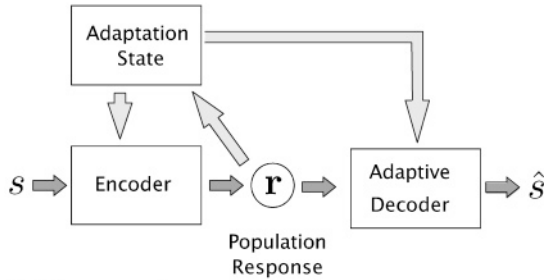 Adaptation
State
s
Encoder
r
Adaptive
Decoder
ŝ
Population
Response